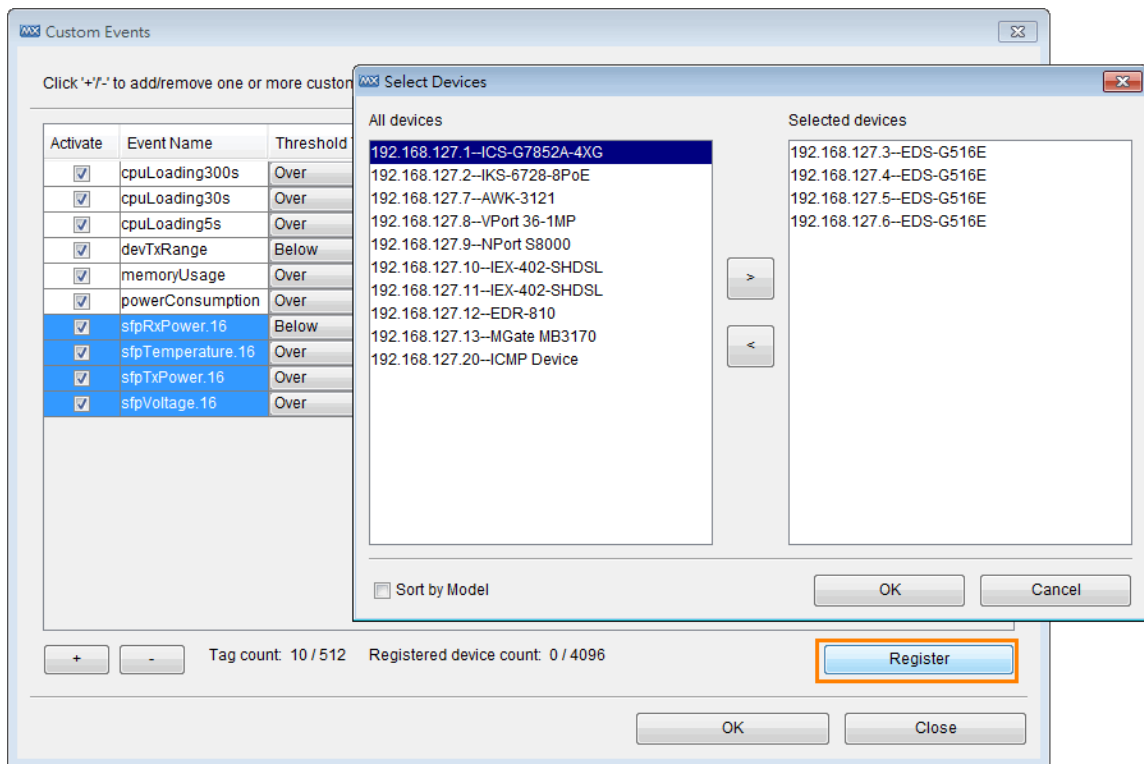 Custom Events
Click '+'/'-' to add/remove one or more custon
Activate Event Name Threshold
cpuLoading300s Over
cpuLoading30s Over
cpuLoading5s Over
devTxRange Below
memoryUsage Over
powerConsumption Over
sfpRxPower.16 Below
sfpTemperature.16 Over
sfpTxPower.16 Over
sfpVoltage.16 Over
+ - Tag count: 10 / 512 Registered device count: 0 / 4096 Register
OK Close
Select Devices
All devices
192.168.127.1--ICS-G7852A-4XG
192.168.127.2--IKS-6728-8PoE
192.168.127.7--AWK-3121
192.168.127.8--VPort 36-1MP
192.168.127.9--NPort S8000
192.168.127.10--IEX-402-SHDSL
192.168.127.11--IEX-402-SHDSL
192.168.127.12--EDR-810
192.168.127.13--MGate MB3170
192.168.127.20--ICMP Device
>
<
Selected devices
192.168.127.3--EDS-G516E
192.168.127.4--EDS-G516E
192.168.127.5--EDS-G516E
192.168.127.6--EDS-G516E
Sort by Model OK Cancel